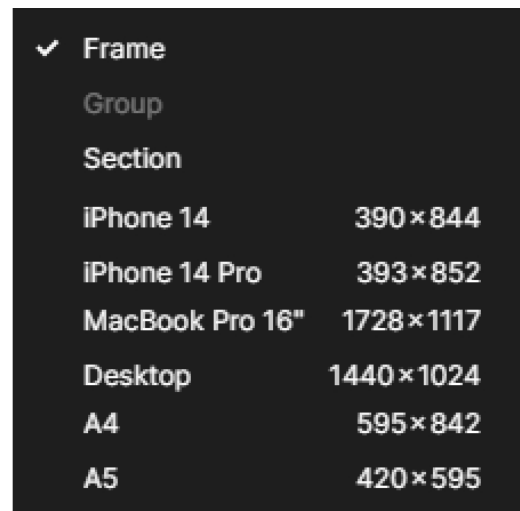 Frame
Group
Section
iPhone 14 390×844
iPhone 14 Pro 393×852
MacBook Pro 16" 1728×1117
Desktop 1440×1024
A4 595×842
A5 420×595